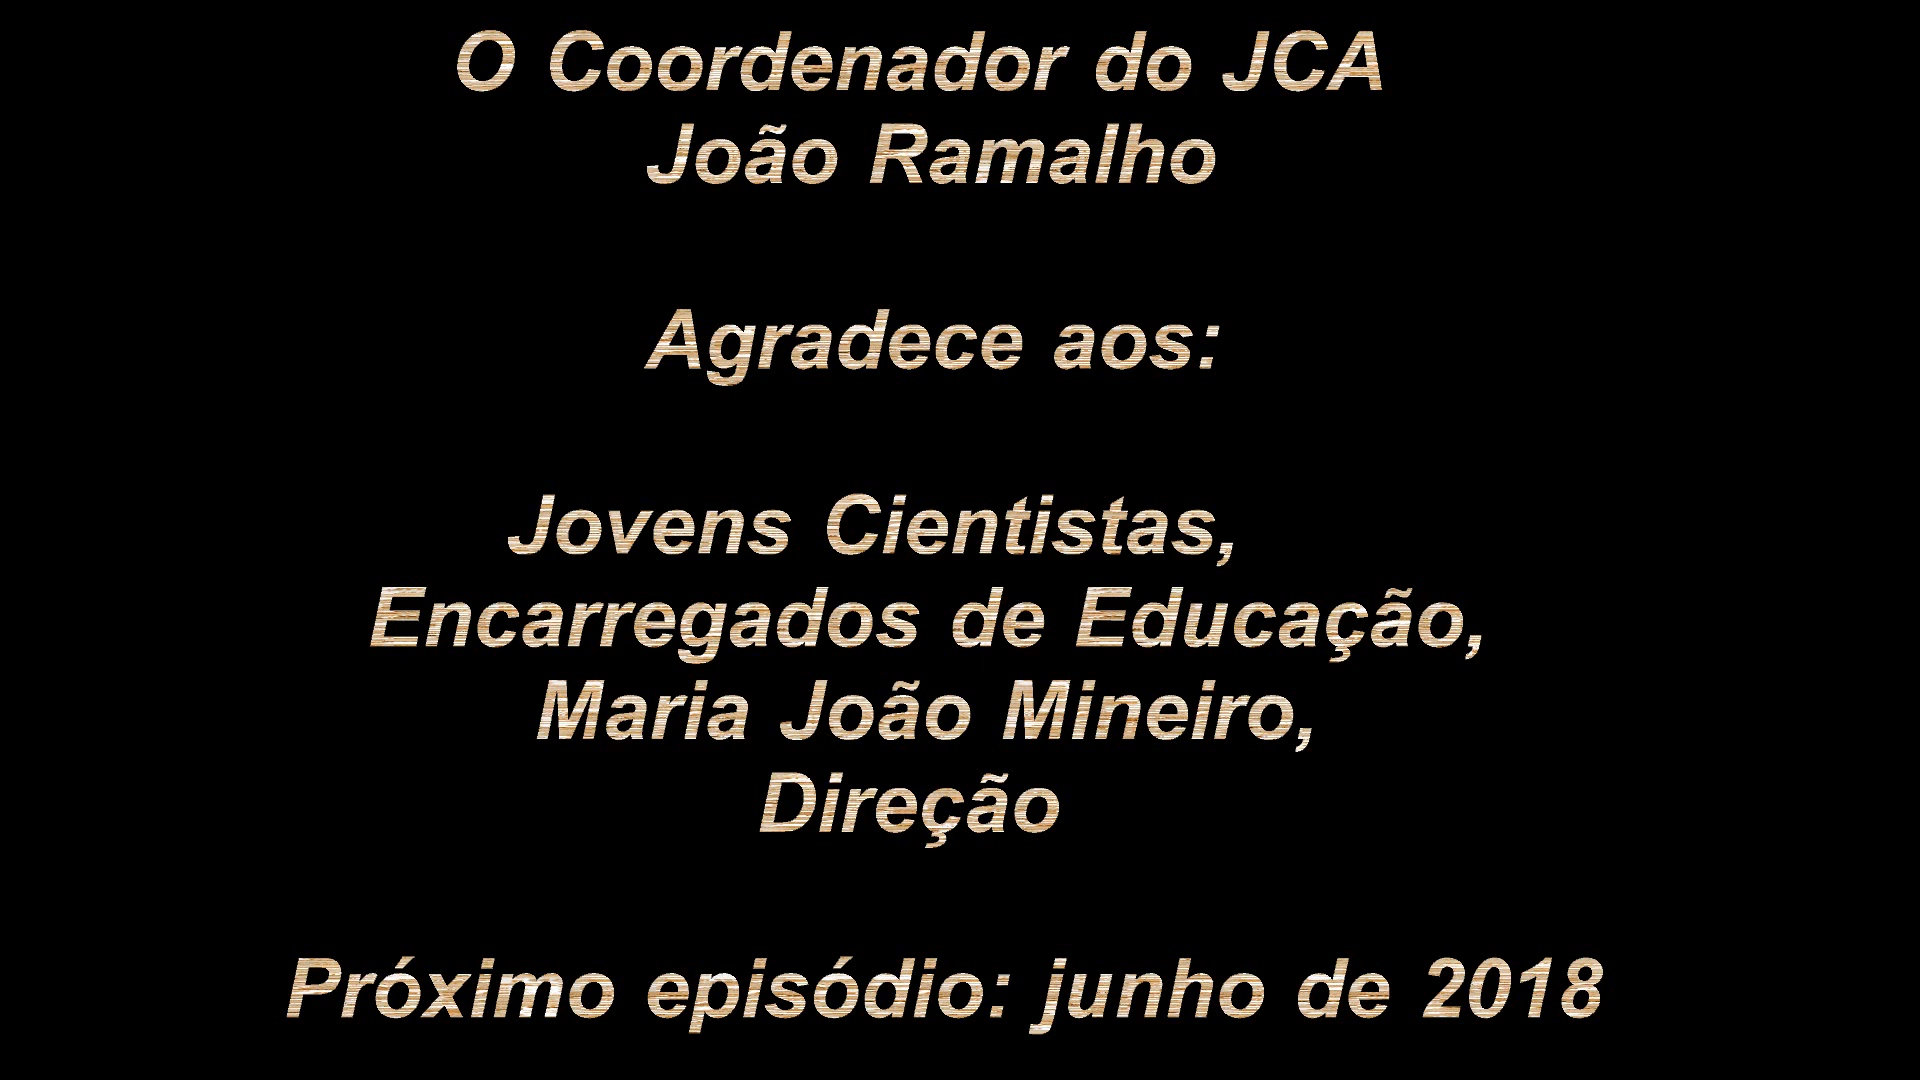 O Coordenador do JCA
João Ramalho
Agradece aos:
Jovens Cientistas,
Encarregados de Educação,
Maria João Mineiro,
Direção
Próximo episódio: junho de 2018